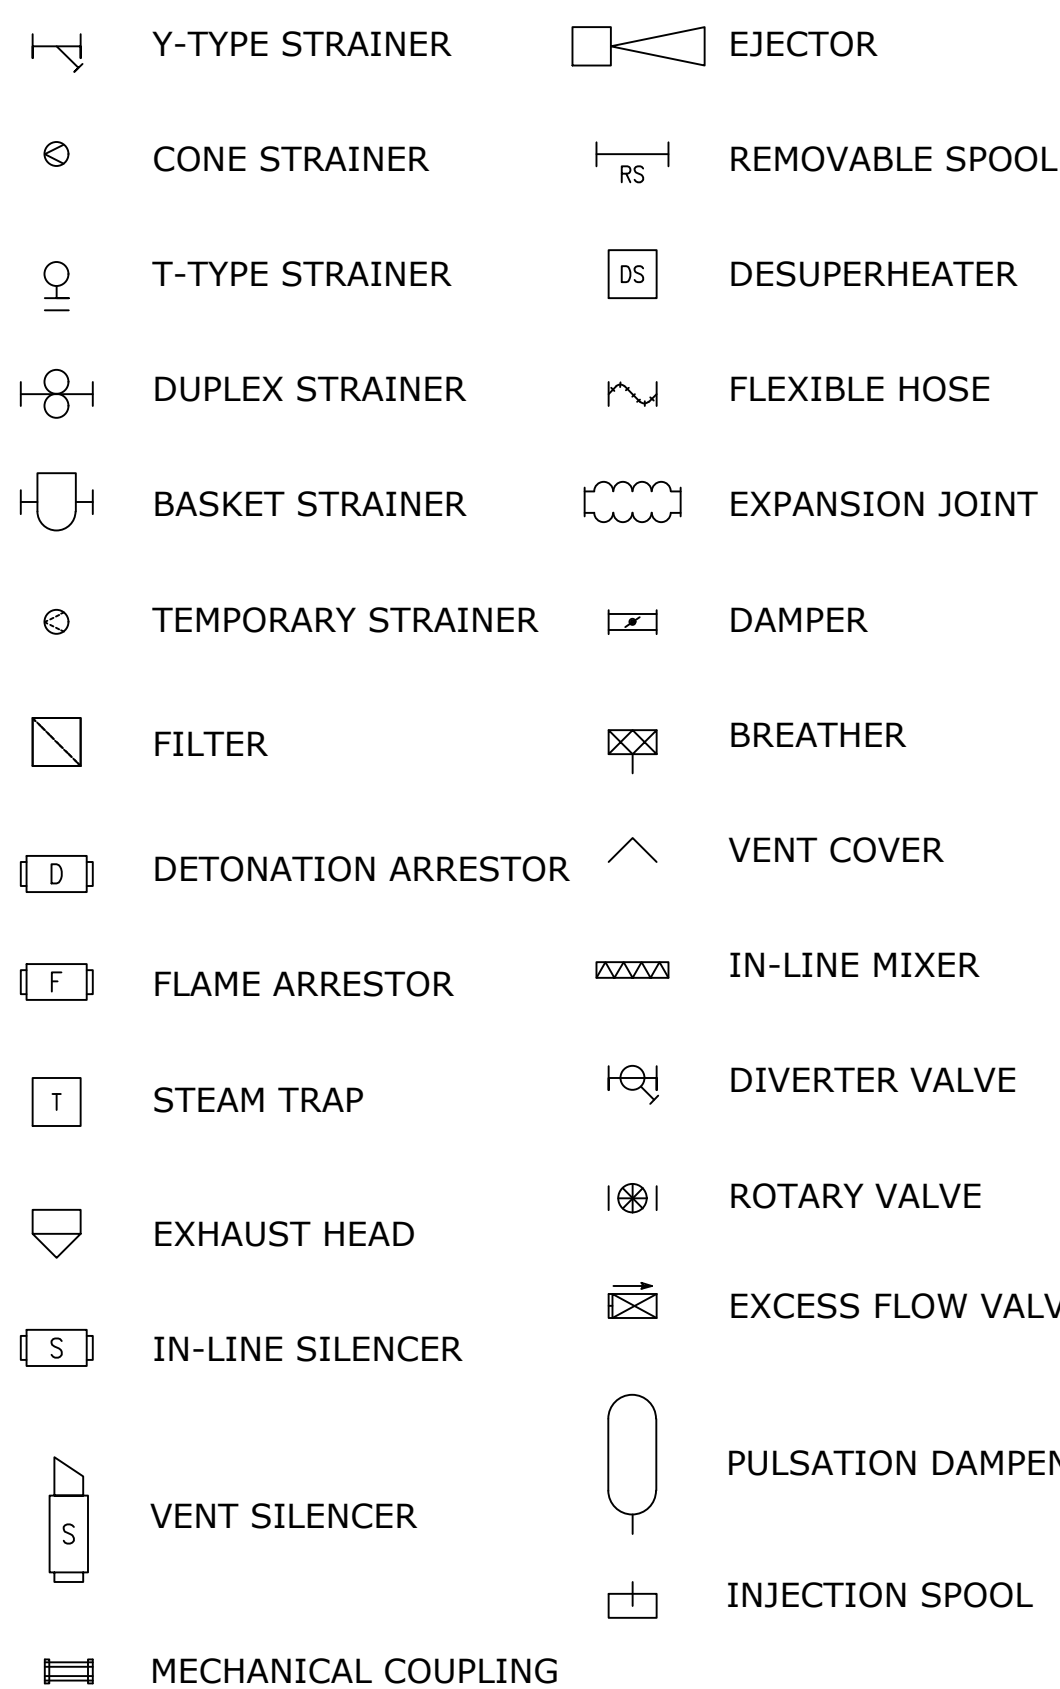 Y-TYPE STRAINER
CONE STRAINER
T-TYPE STRAINER
DUPLEX STRAINER
BASKET STRAINER
TEMPORARY STRAINER
FILTER
D DETONATION ARRESTOR
F FLAME ARRESTOR
T STEAM TRAP
EXHAUST HEAD
S IN-LINE SILENCER
S VENT SILENCER
MECHANICAL COUPLING
EJECTOR
RS REMOVABLE SPOOL
DS DESUPERHEATER
FLEXIBLE HOSE
EXPANSION JOINT
DAMPER
BREATHER
VENT COVER
IN-LINE MIXER
DIVERTER VALVE
ROTARY VALVE
EXCESS FLOW VALV
PULSATION DAMPEN
INJECTION SPOOL